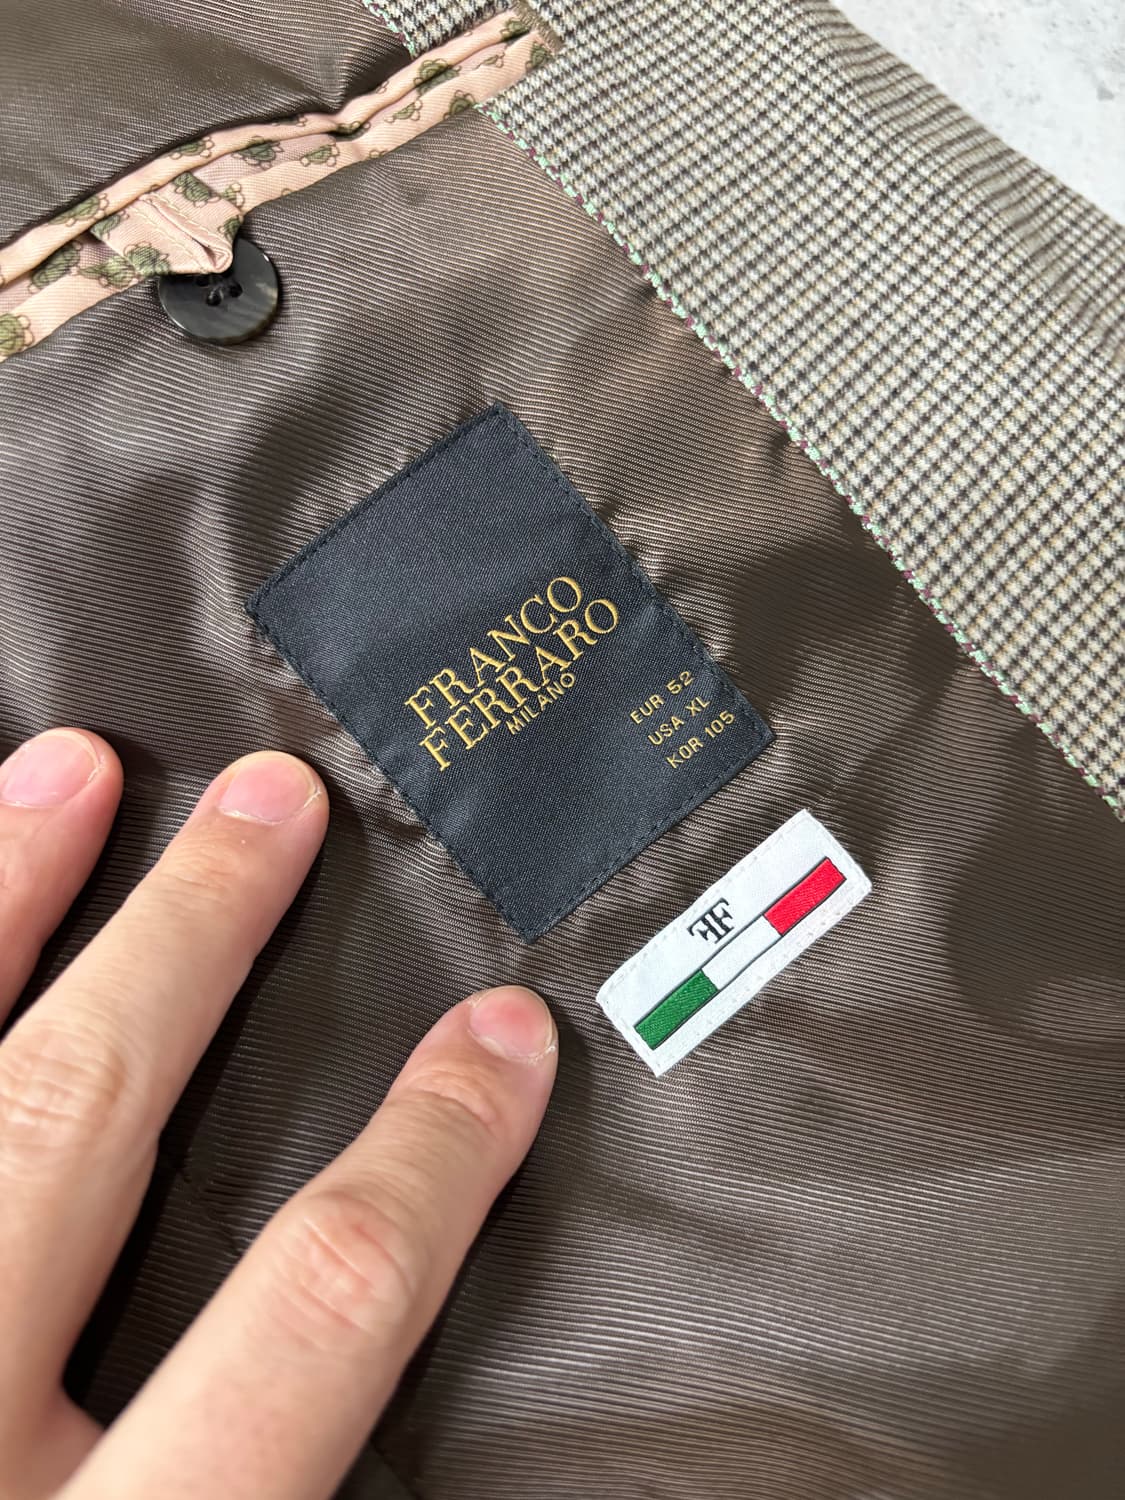 FRANCO
FERRARO
MILANO
EUR 52
USA XL
KOR 105
FF